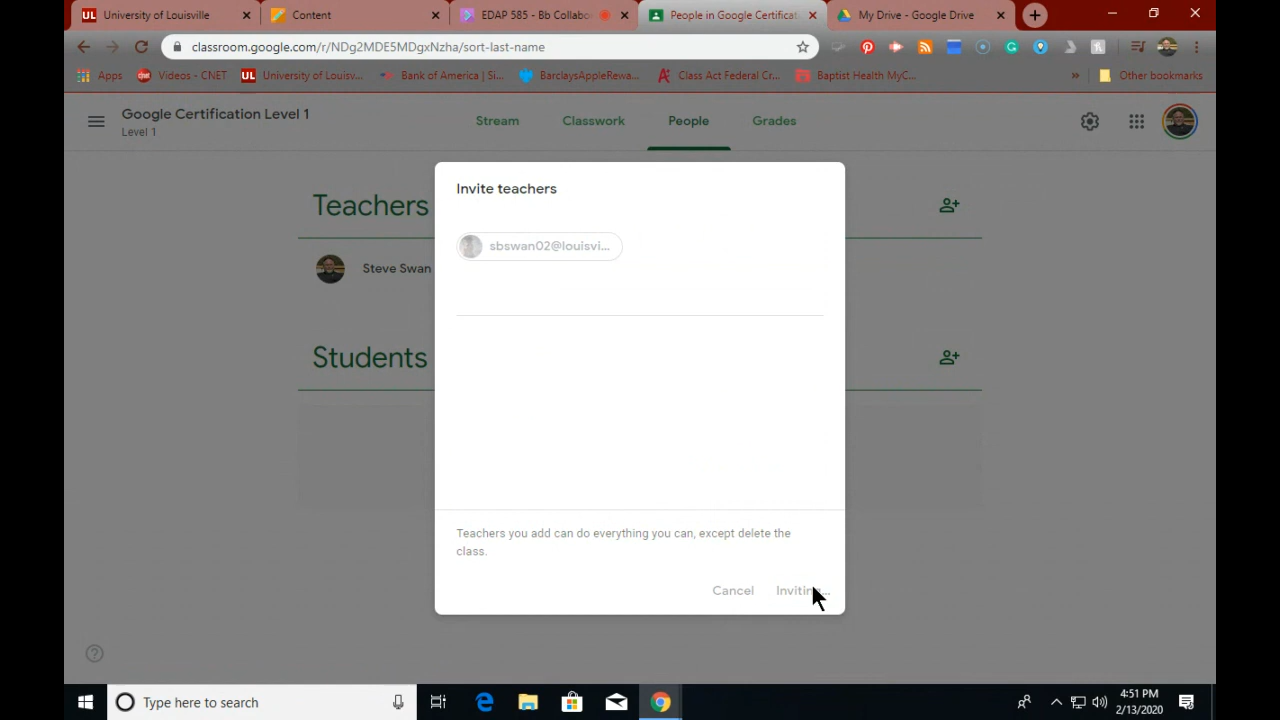 University of Louisville
Content
EDAP 585 - Bb Collabo
People in Google Certificati
My Drive - Google Drive
classroom.google.com/r/NDg2MDE5MDgxNzha/sort-last-name
Apps
Videos - CNET
University of Louisv...
Bank of America | Si...
BarclaysAppleRewa...
Class Act Federal Cr...
Baptist Health MyC...
»
Other bookmarks
Google Certification Level 1
Level 1
Stream
Classwork
People
Grades
Invite teachers
Teachers
sbswan02@louisvi...
Steve Swan
Students
Teachers you add can do everything you can, except delete the
class.
Cancel
Inviting...
Type here to search
4:51 PM
2/13/2020